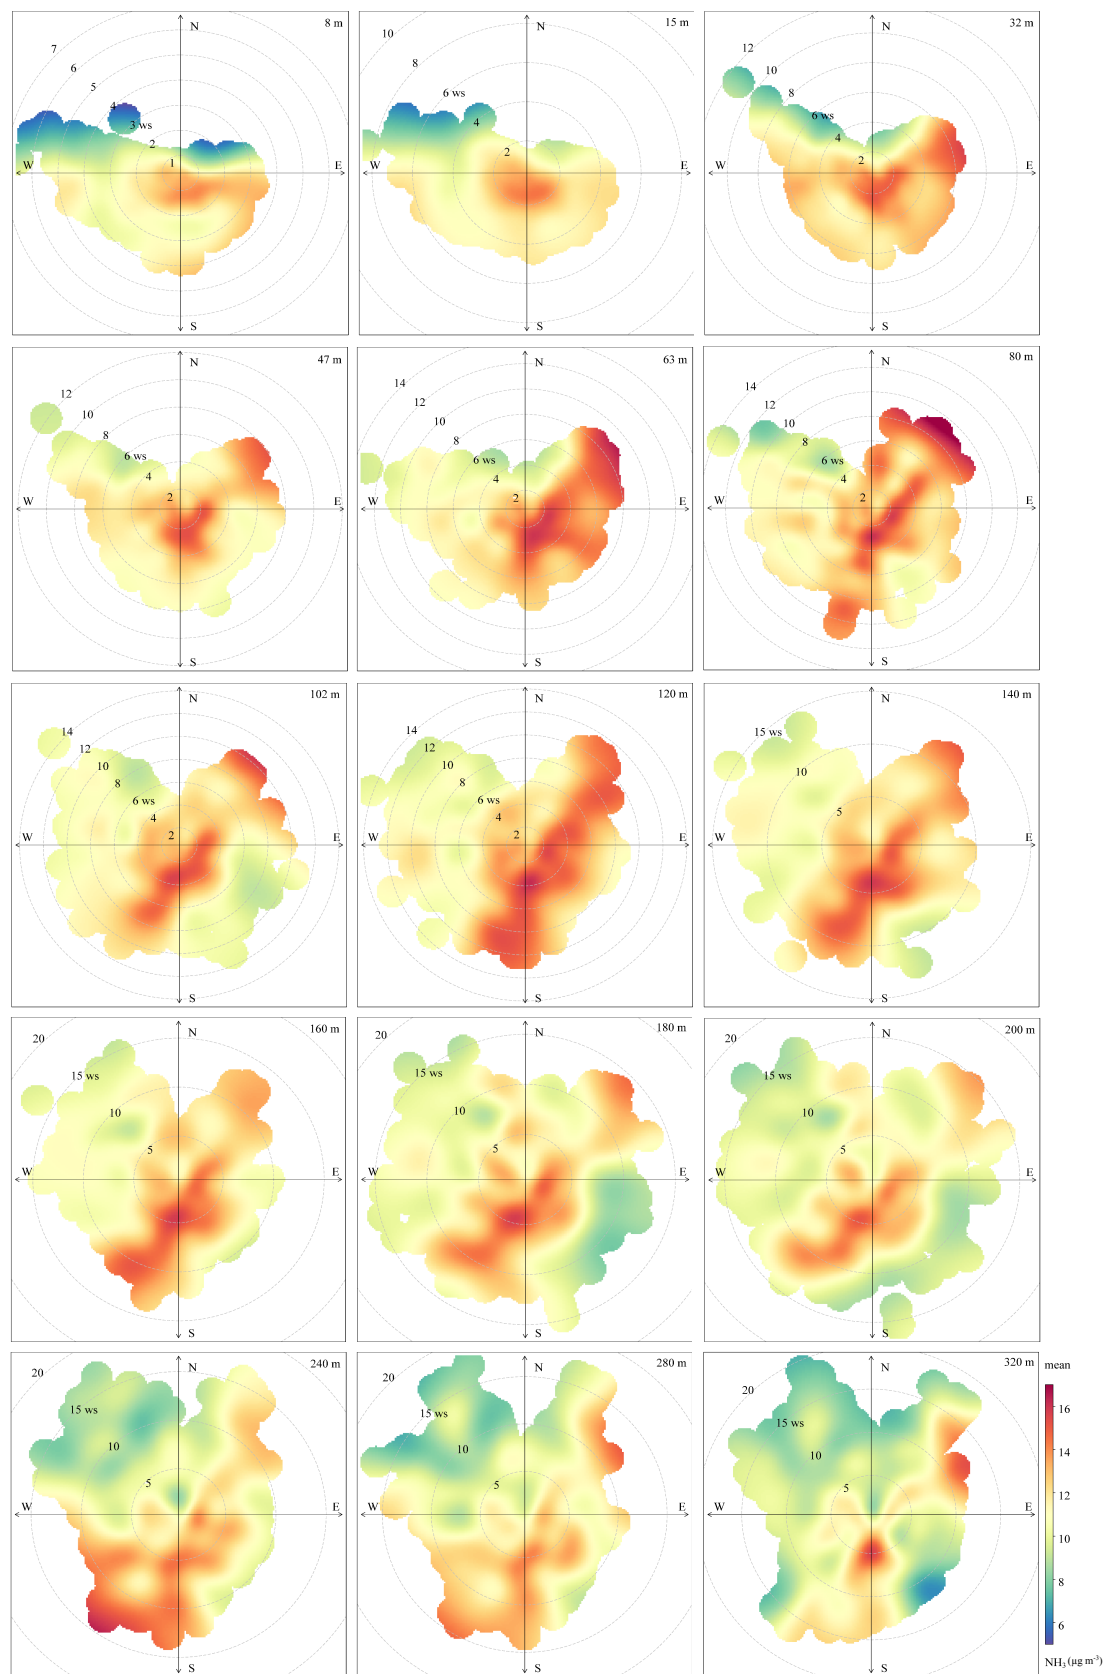 N 8 m
7
6
5
4
3 ws
2
1
W E
S
N 15 m
10
8
6 ws
4
2
W E
S
N 32 m
12
10
8
6 ws
4
2
W E
S
N 47 m
12
10
8
6 ws
4
2
W E
S
N 63 m
14
12
10
8
6 ws
4
2
W E
S
N 80 m
14
12
10
8
6 ws
4
2
W E
S
N 102 m
14
12
10
8
6 ws
4
2
W E
S
N 120 m
14
12
10
8
6 ws
4
2
W E
S
N 140 m
15 ws
10
5
W E
S
N 160 m
20
15 ws
10
5
W E
S
N 180 m
20
15 ws
10
5
W E
S
N 200 m
20
15 ws
10
5
W E
S
N 240 m
20
15 ws
10
5
W E
S
N 280 m
20
15 ws
10
5
W E
S
N 320 m
20
15 ws
10
5
W E
S
mean
16
14
12
10
8
6
NH₃ (μg m⁻³)